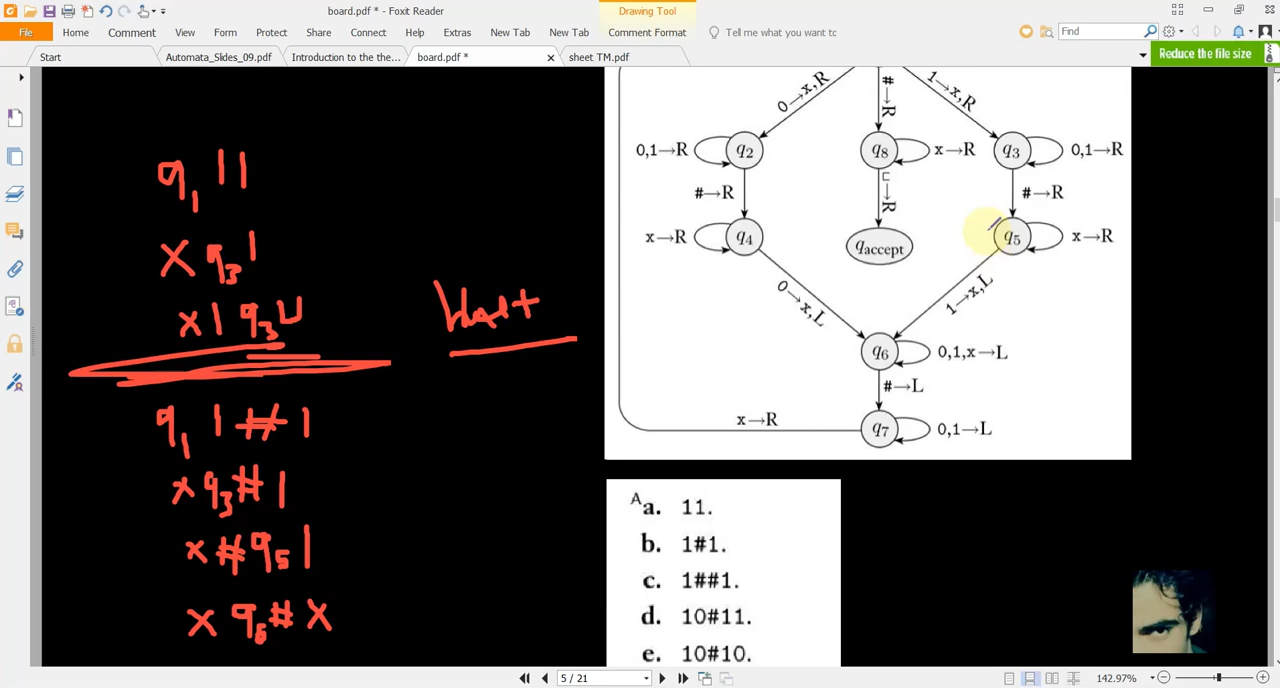 board.pdf * - Foxit Reader
Drawing Tool
File Home Comment View Form Protect Share Connect Help Extras New Tab New Tab Comment Format Tell me what you want tc Find
Start Automata_Slides_09.pdf Introduction to the the... board.pdf * sheet TM.pdf Reduce the file size
0→x,R
#→R
1→x,R
0,1→R q2 q8 x→R q3 0,1→R
#→R ⊔→R #→R
x→R q4 qaccept q5 x→R
0→x,L 1→x,L
q6 0,1,x→L
#→L
x→R q7 0,1→L
q1 11
x q3 1
x 1 q3 ⊔
Halt
q1 1 # 1
x q3 # 1
x # q5 1
x q6 # x
A a. 11.
b. 1#1.
c. 1##1.
d. 10#11.
e. 10#10.
5 / 21 142.97%